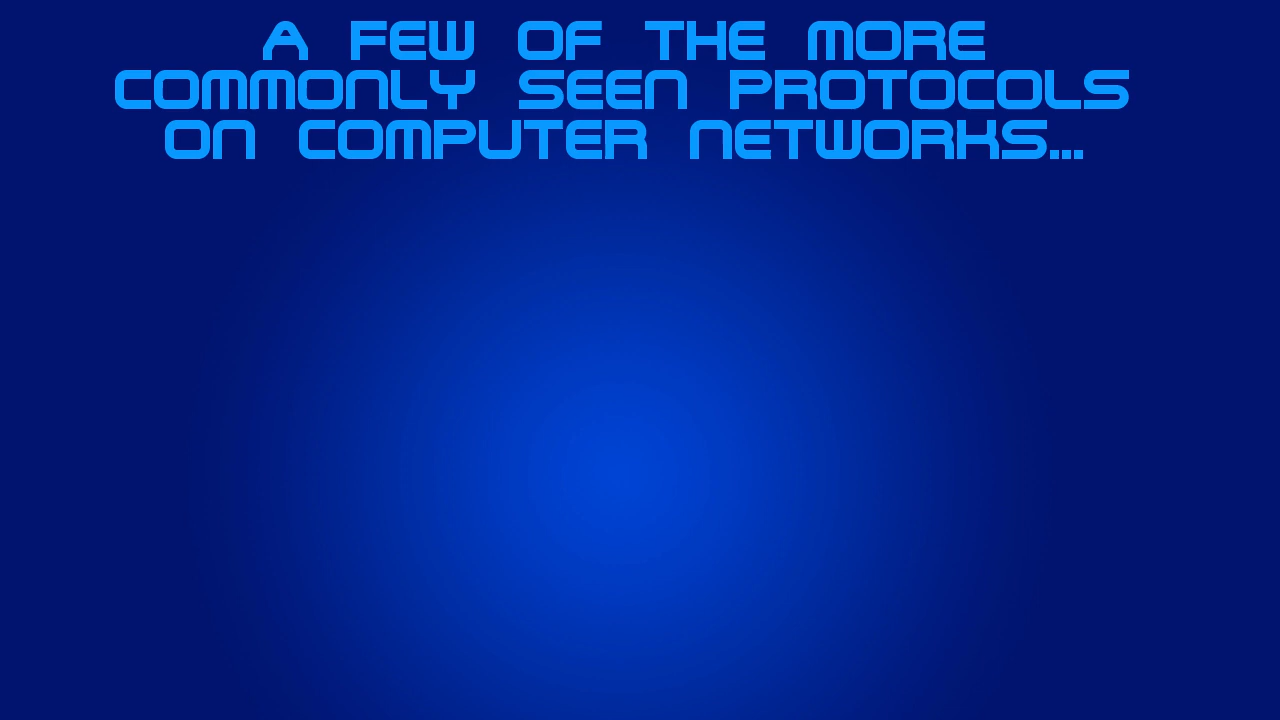 A FEW OF THE MORE
COMMONLY SEEN PROTOCOLS
ON COMPUTER NETWORKS...